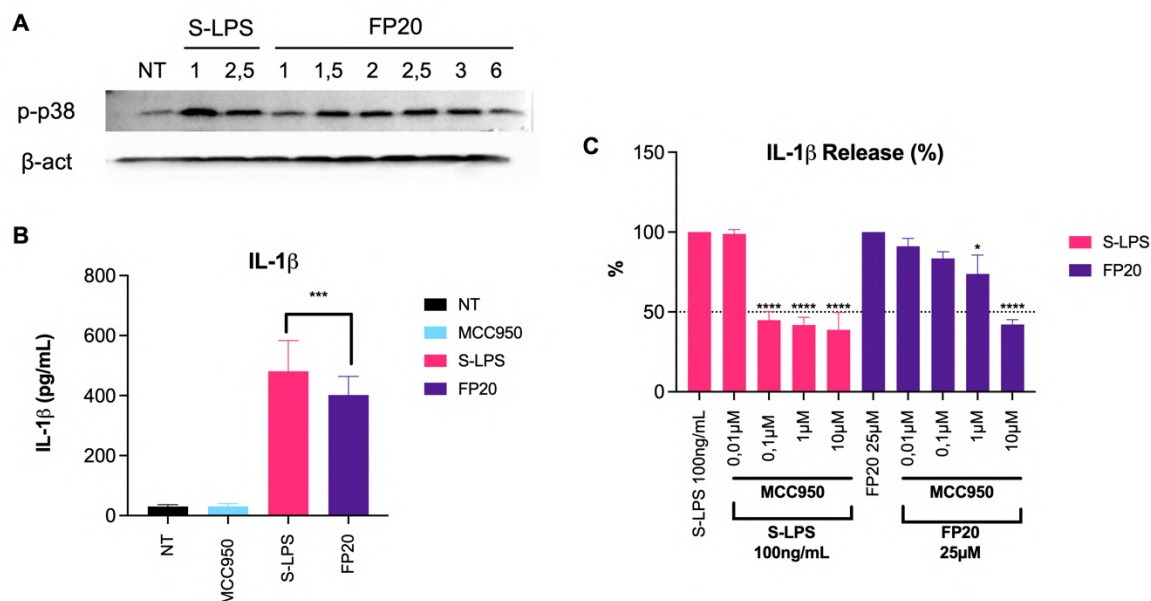 A
S-LPS FP20
NT 1 2,5 1 1,5 2 2,5 3 6
p-p38
β-act
B
IL-1β
IL-1β (pg/mL)
800
600
400
200
0
***
NT
MCC950
S-LPS
FP20
NT
MCC950
S-LPS
FP20
C
IL-1β Release (%)
%
150
100
50
0
**** **** **** * ****
S-LPS
FP20
S-LPS 100ng/mL
0,01µM
0,1µM
1µM
10µM
FP20 25µM
0,01µM
0,1µM
1µM
10µM
MCC950 MCC950
S-LPS FP20
100ng/mL 25µM